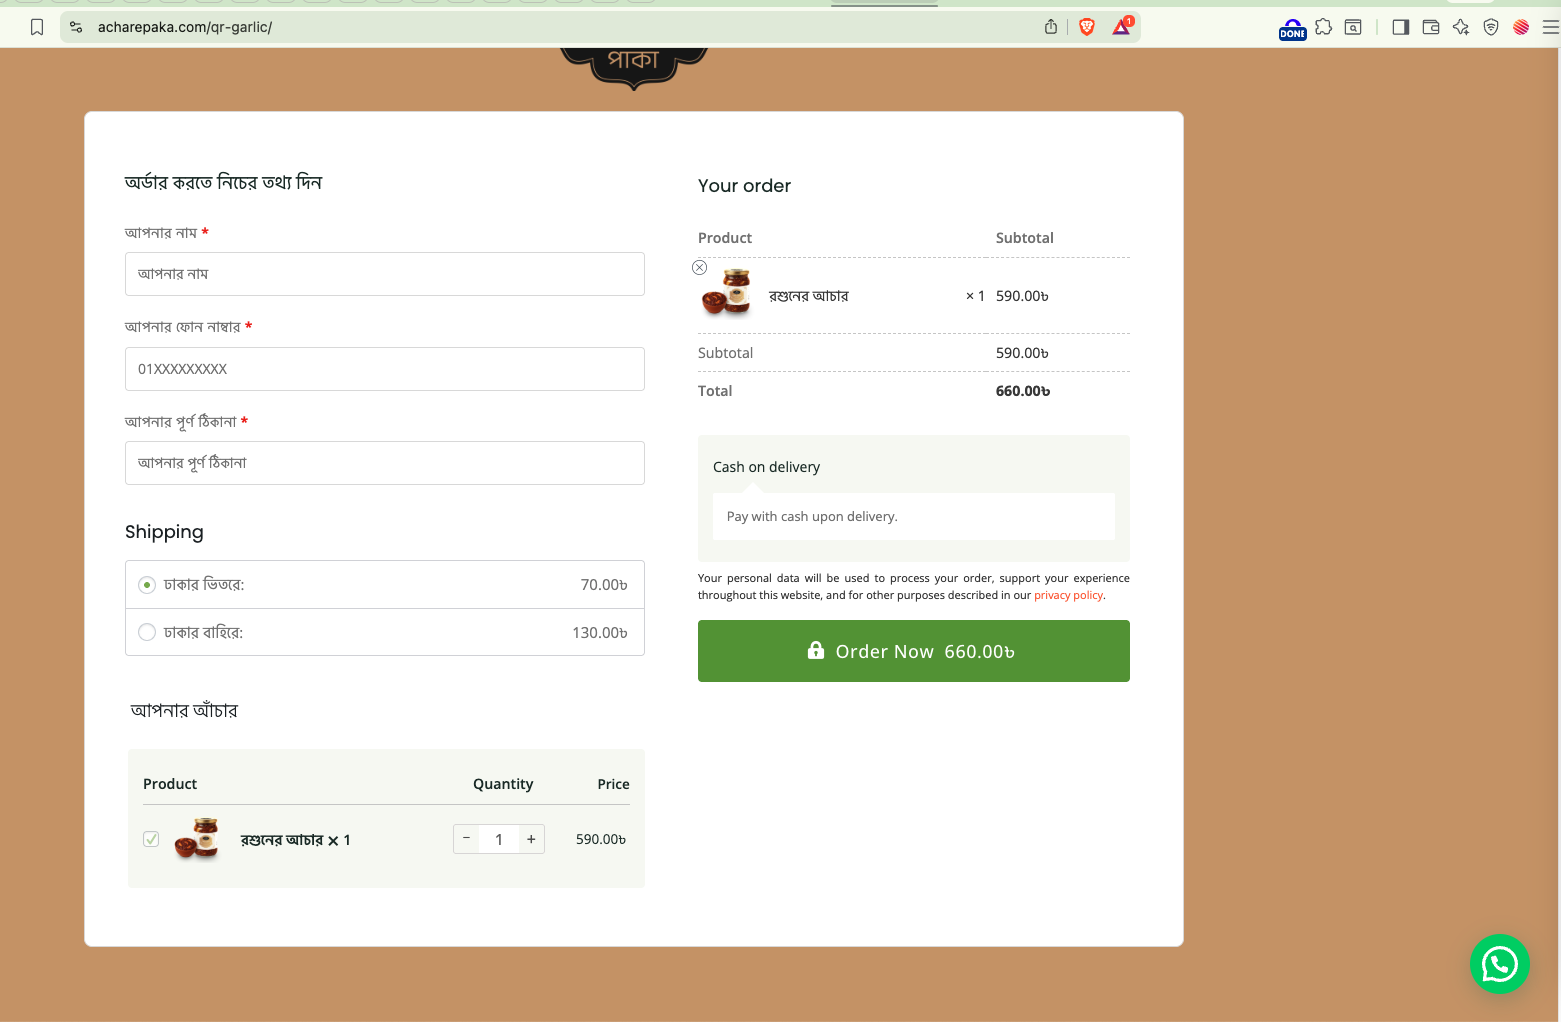 acharepaka.com/qr-garlic/
1
DONE
পাকা
অর্ডার করতে নিচের তথ্য দিন
আপনার নাম *
আপনার নাম
আপনার ফোন নাম্বার *
01XXXXXXXXX
আপনার পূর্ণ ঠিকানা *
আপনার পূর্ণ ঠিকানা
Shipping
ঢাকার ভিতরে: 70.00৳
ঢাকার বাহিরে: 130.00৳
আপনার আঁচার
Product Quantity Price
রশুনের আচার × 1 − 1 + 590.00৳
Your order
Product Subtotal
রশুনের আচার × 1 590.00৳
Subtotal 590.00৳
Total 660.00৳
Cash on delivery
Pay with cash upon delivery.
Your personal data will be used to process your order, support your experience
throughout this website, and for other purposes described in our privacy policy.
Order Now 660.00৳